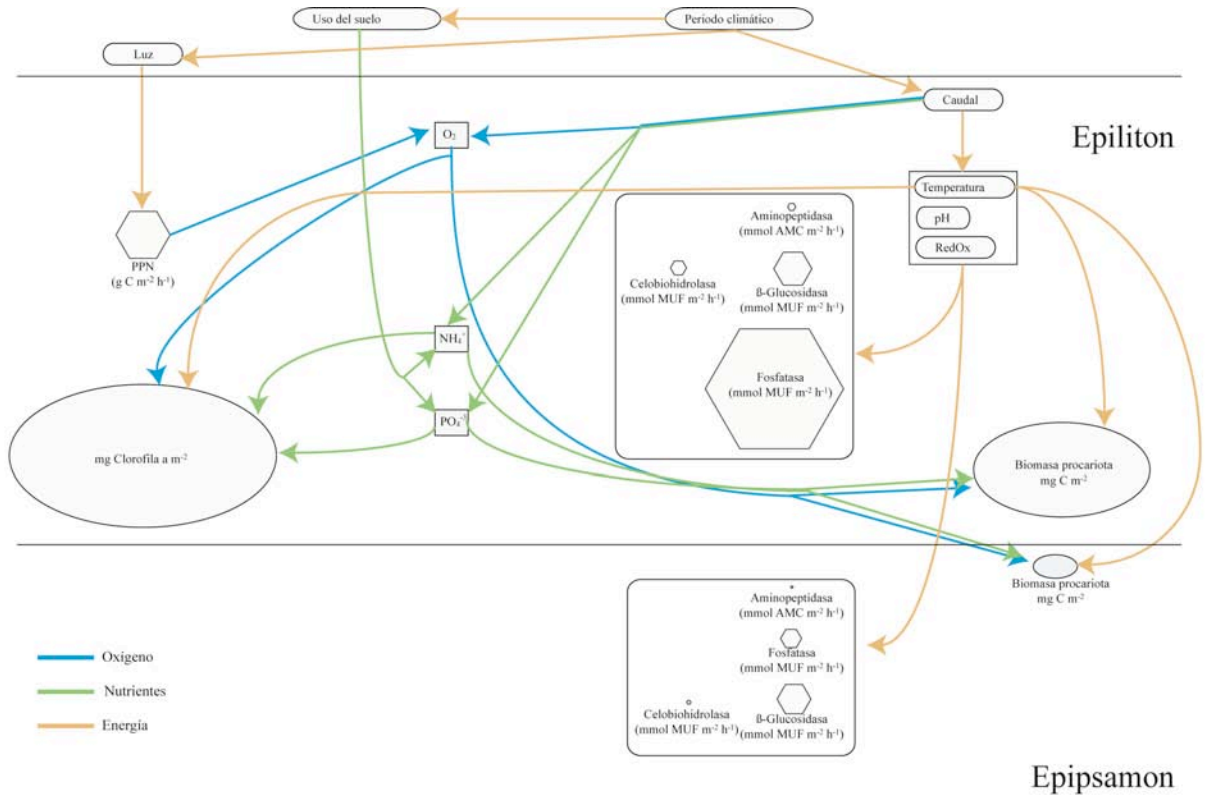 Uso del suelo
Período climático
Luz
Caudal
Epiliton
O₂
Temperatura
pH
RedOx
PPN
(g C m⁻² h⁻¹)
Aminopeptidasa
(mmol AMC m⁻² h⁻¹)
Celobiohidrolasa
(mmol MUF m⁻² h⁻¹)
ß-Glucosidasa
(mmol MUF m⁻² h⁻¹)
Fosfatasa
(mmol MUF m⁻² h⁻¹)
NH₄⁺
PO₄⁻³
mg Clorofila a m⁻²
Biomasa procariota
mg C m⁻²
Biomasa procariota
mg C m⁻²
Aminopeptidasa
(mmol AMC m⁻² h⁻¹)
Fosfatasa
(mmol MUF m⁻² h⁻¹)
Celobiohidrolasa
(mmol MUF m⁻² h⁻¹)
ß-Glucosidasa
(mmol MUF m⁻² h⁻¹)
Oxígeno
Nutrientes
Energía
Epipsamon